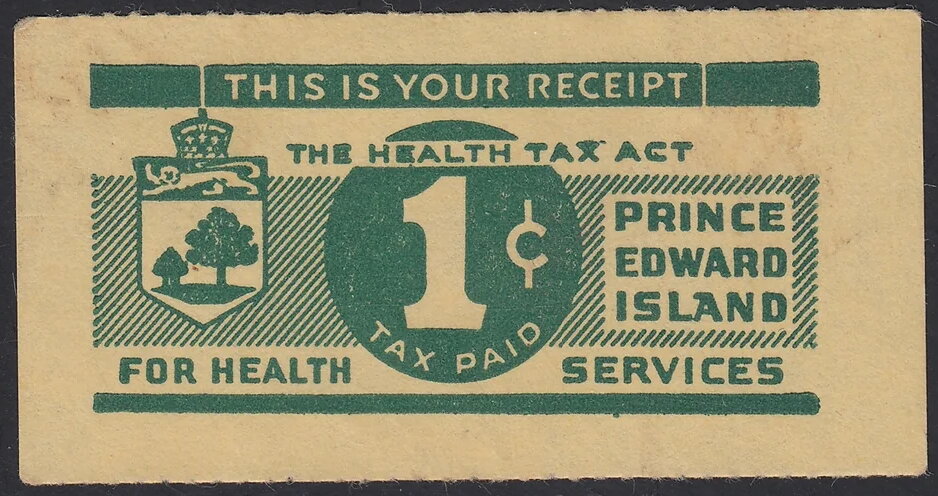 THIS IS YOUR RECEIPT
THE HEALTH TAX ACT
1¢
TAX PAID
PRINCE
EDWARD
ISLAND
FOR HEALTH SERVICES